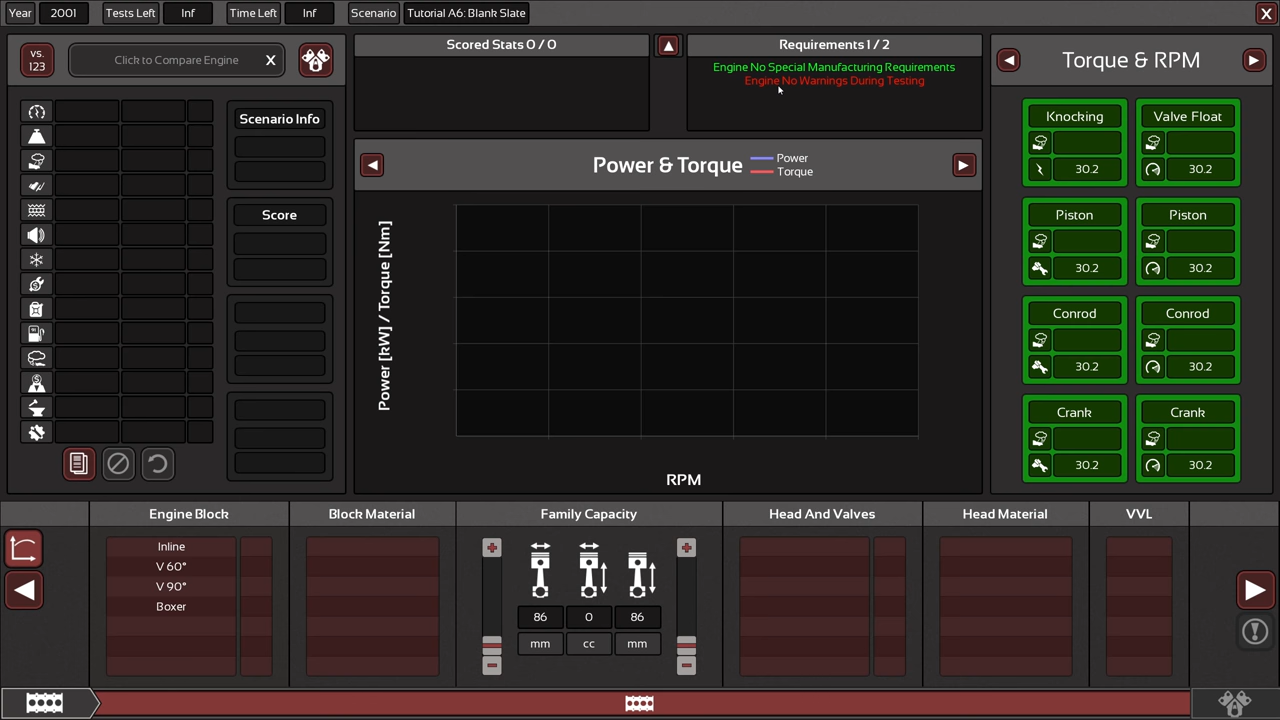 Year 2001 Tests Left Inf Time Left Inf Scenario Tutorial A6: Blank Slate X
vs. 123
Click to Compare Engine X
Scenario Info
Score
Scored Stats 0 / 0
Requirements 1 / 2
Engine No Special Manufacturing Requirements
Engine No Warnings During Testing
Power & Torque
Power
Torque
Power [kW] / Torque [Nm]
RPM
Torque & RPM
Knocking Valve Float
30.2 30.2
Piston Piston
30.2 30.2
Conrod Conrod
30.2 30.2
Crank Crank
30.2 30.2
Engine Block Block Material Family Capacity Head And Valves Head Material VVL
Inline
V 60°
V 90°
Boxer
86 0 86
mm cc mm